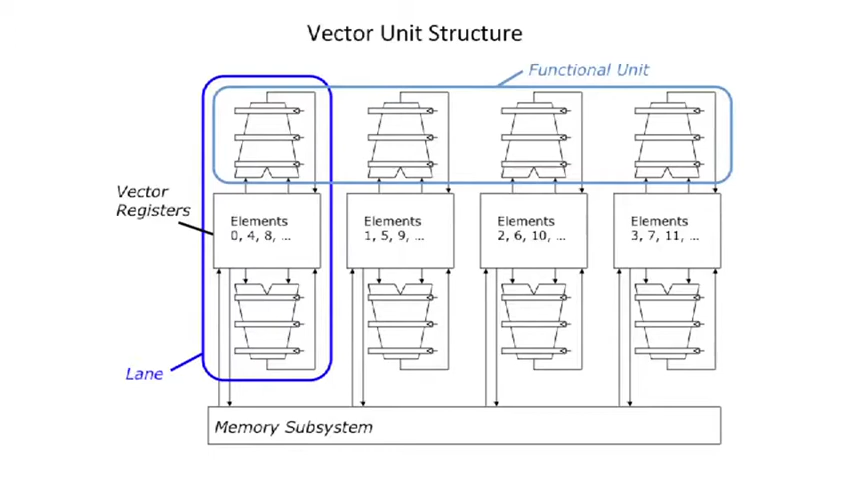 Vector Unit Structure
Functional Unit
Vector
Registers
Elements
0, 4, 8, ...
Elements
1, 5, 9, ...
Elements
2, 6, 10, ...
Elements
3, 7, 11, ...
Lane
Memory Subsystem